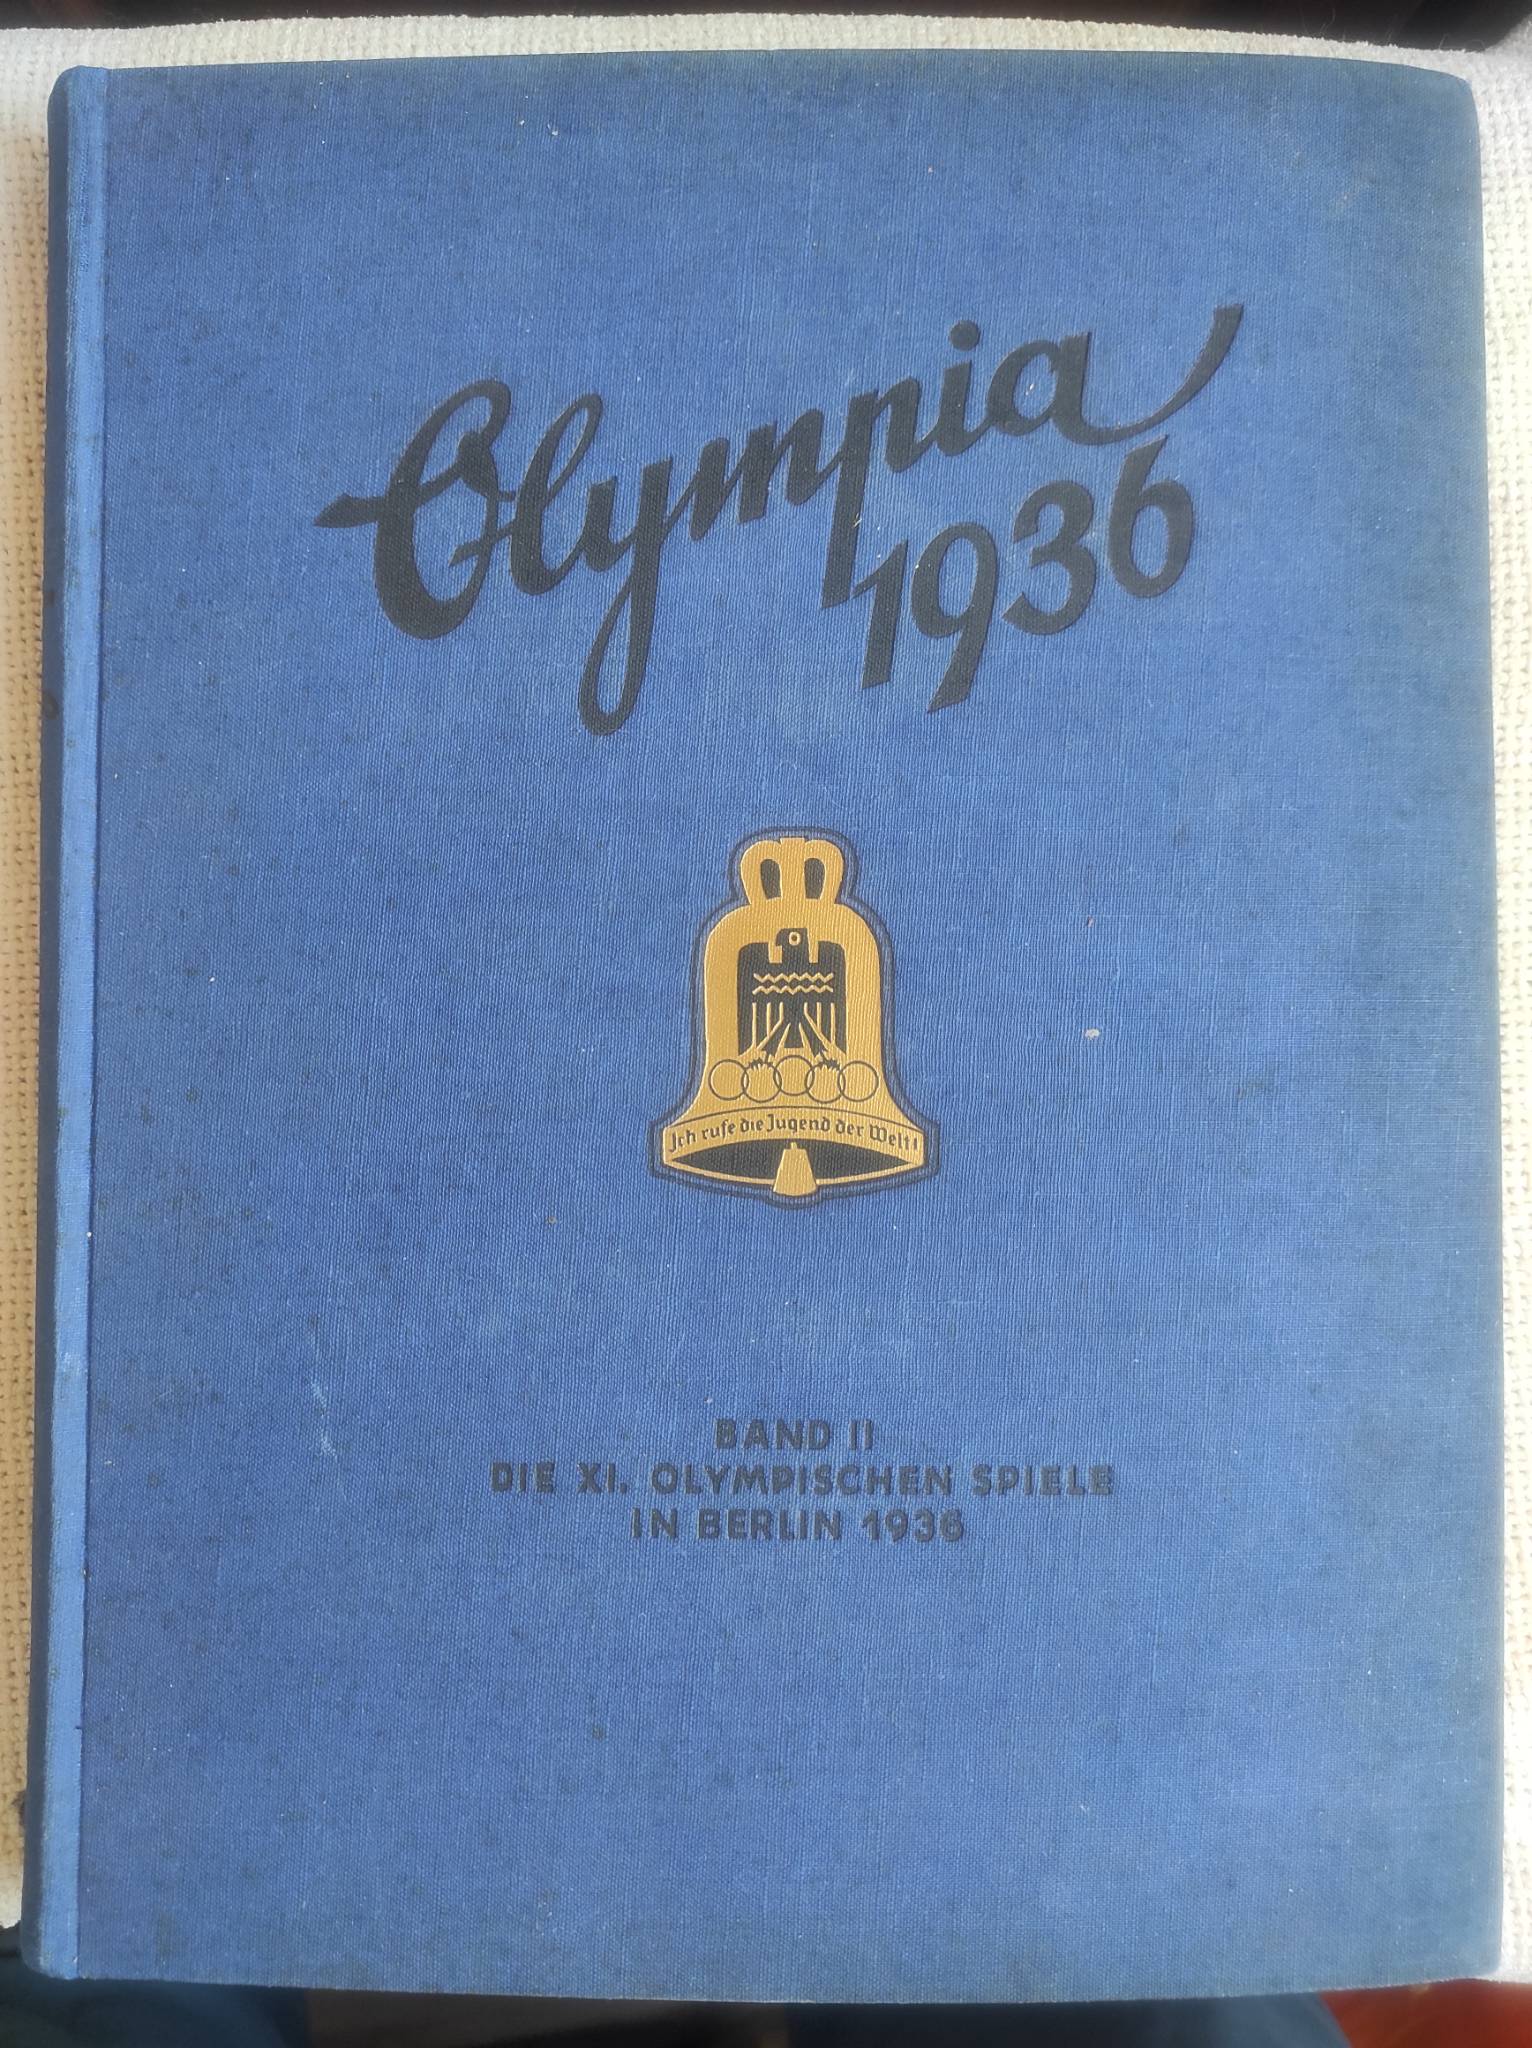 Olympia
1936
Ich rufe die Jugend der Welt!
BAND II
DIE XI. OLYMPISCHEN SPIELE
IN BERLIN 1936